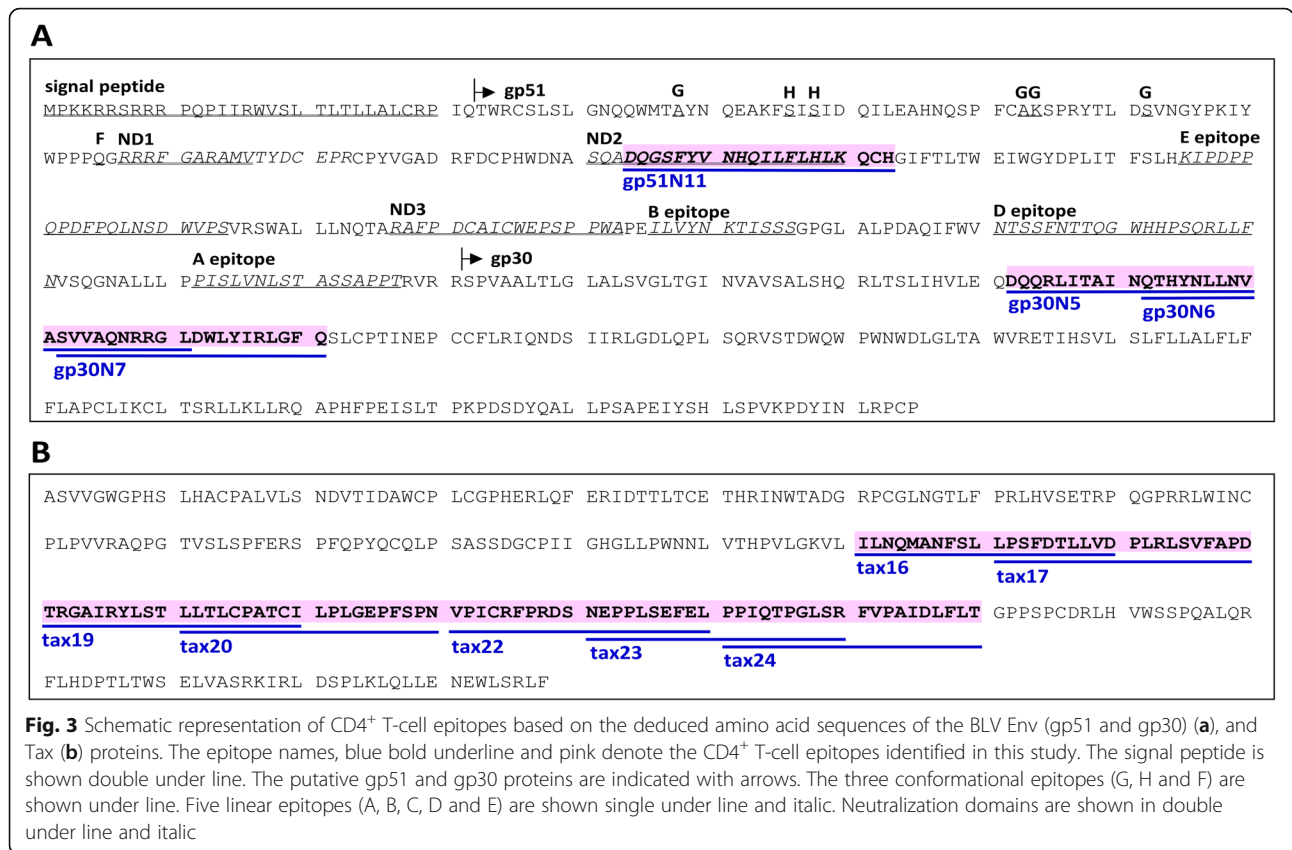 A
signal peptide gp51 G H H GG G
MPKKRRSRRR PQPIIRWVSL TLTLLALCRP IQTWRCSLSL GNQQWMTAYN QEAKFSISID QILEAHNQSP FCAKSPRYTL DSVNGYPKIY
F ND1 ND2 E epitope
WPPPQGRRRF GARAMVTYDC EPRCPYVGAD RFDCPHWDNA SQADQGSFYV NHQILFLHLK QCHGIFTLTW EIWGYDPLIT FSLHKIPDPP
gp51N11
ND3 B epitope D epitope
QPDFPQLNSD WVPSVRSWAL LLNQTARAFP DCAICWEPSP PWAPEILVYN KTISSSGPGL ALPDAQIFWV NTSSFNTTQG WHHPSQRLLF
A epitope gp30
NVSQGNALLL PPISLVNLST ASSAPPTRVR RSPVAALTLG LALSVGLTGI NVAVSALSHQ RLTSLIHVLE QDQQRLITAI NQTHYNLLNV
gp30N5 gp30N6
ASVVAQNRRG LDWLYIRLGF QSLCPTINEP CCFLRIQNDS IIRLGDLQPL SQRVSTDWQW PWNWDLGLTA WVRETIHSVL SLFLLALFLF
gp30N7
FLAPCLIKCL TSRLLKLLRQ APHFPEISLT PKPDSDYQAL LPSAPEIYSH LSPVKPDYIN LRPCP
B
ASVVGWGPHS LHACPALVLS NDVTIDAWCP LCGPHERLQF ERIDTTLTCE THRINWTADG RPCGLNGTLF PRLHVSETRP QGPRRLWINC
PLPVVRAQPG TVSLSPFERS PFQPYQCQLP SASSDGCPII GHGLLPWNNL VTHPVLGKVL ILNQMANFSL LPSFDTLLVD PLRLSVFAPD
tax16 tax17
TRGAIRYLST LLTLCPATCI LPLGEPFSPN VPICRFPRDS NEPPLSEFEL PPIQTPGLSR FVPAIDLFLT GPPSPCDRLH VWSSPQALQR
tax19 tax20 tax22 tax23 tax24
FLHDPTLTWS ELVASRKIRL DSPLKLQLLE NEWLSRLF
Fig. 3 Schematic representation of CD4+ T-cell epitopes based on the deduced amino acid sequences of the BLV Env (gp51 and gp30) (a), and
Tax (b) proteins. The epitope names, blue bold underline and pink denote the CD4+ T-cell epitopes identified in this study. The signal peptide is
shown double under line. The putative gp51 and gp30 proteins are indicated with arrows. The three conformational epitopes (G, H and F) are
shown under line. Five linear epitopes (A, B, C, D and E) are shown single under line and italic. Neutralization domains are shown in double
under line and italic